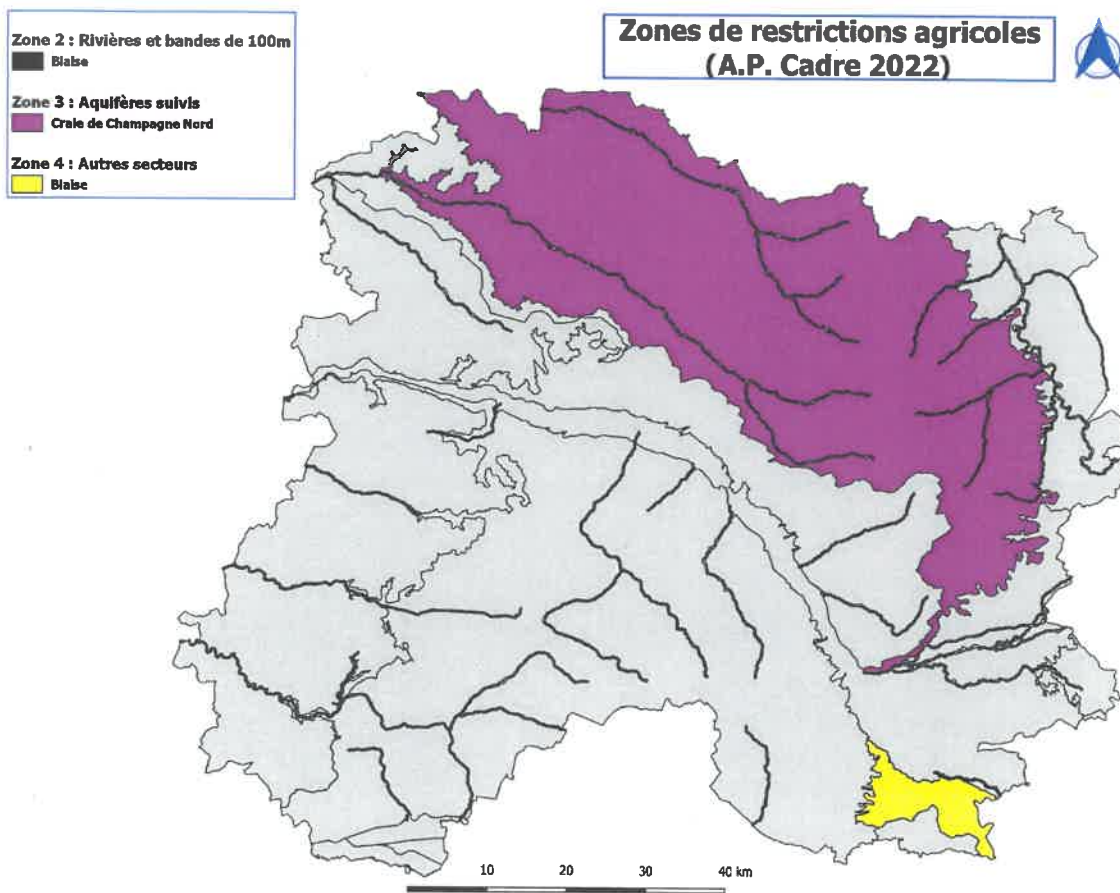 Zone 2 : Rivières et bandes de 100m
Blaise
Zone 3 : Aquifères suivis
Craie de Champagne Nord
Zone 4 : Autres secteurs
Blaise
Zones de restrictions agricoles
(A.P. Cadre 2022)
0 10 20 30 40 km